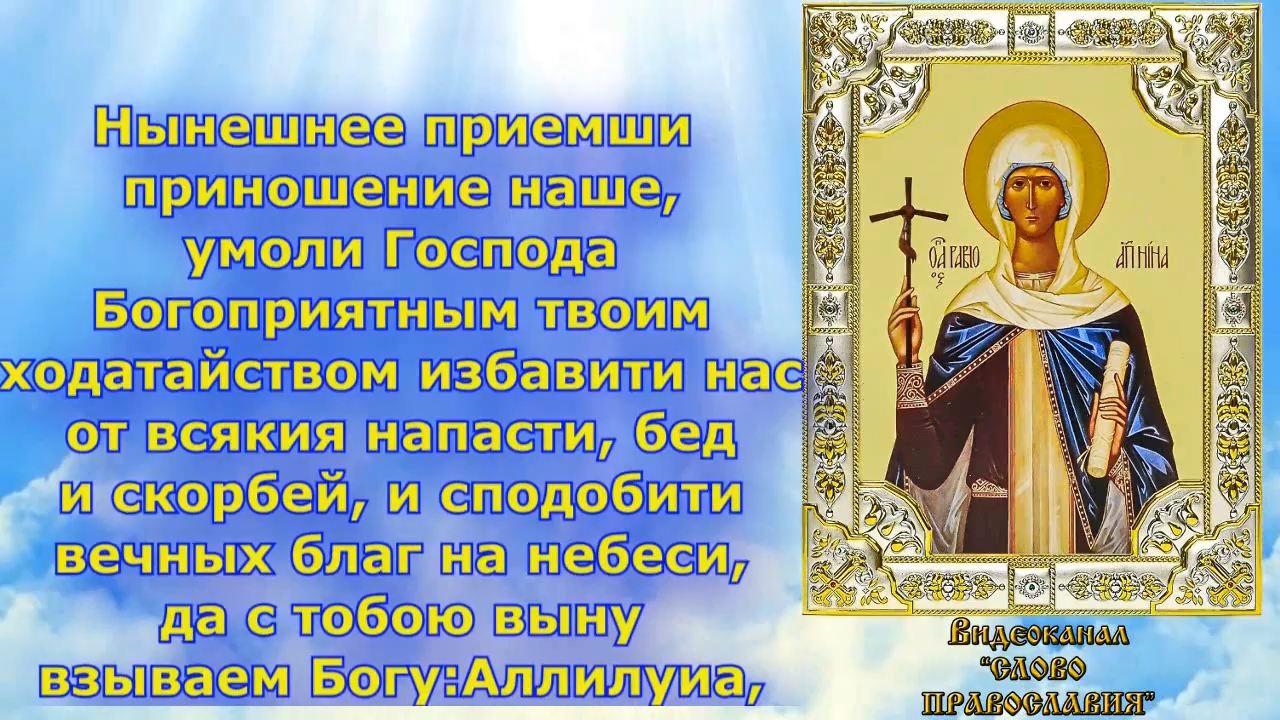 Нынешнее приемши
приношение наше,
умоли Господа
Богоприятным твоим
ходатайством избавити нас
от всякия напасти, бед
и скорбей, и сподобити
вечных благ на небеси,
да с тобою выну
взываем Богу:Аллилуиа,
НІНА
Видеоканал
"СЛОВО
ПРАВОСЛАВИЯ"